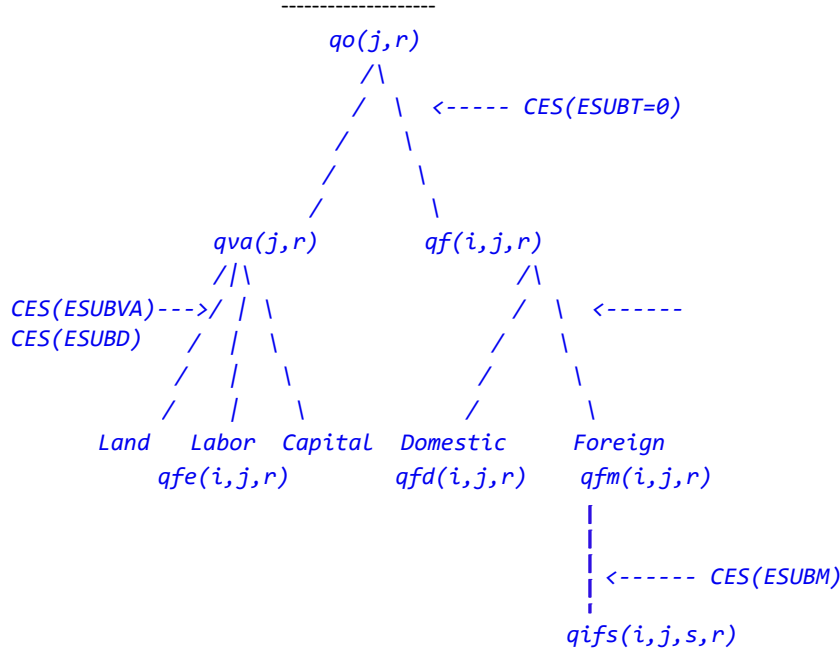 --------------------
qo(j,r)
/\
/ \ <----- CES(ESUBT=0)
/ \
/ \
/ \
qva(j,r) qf(i,j,r)
/|\ /\
CES(ESUBVA)--->/ | \ / \ <------
CES(ESUBD) / | \ / \
/ | \ / \
/ | \ / \
Land Labor Capital Domestic Foreign
qfe(i,j,r) qfd(i,j,r) qfm(i,j,r)
|
|
| <------ CES(ESUBM)
|
qifs(i,j,s,r)